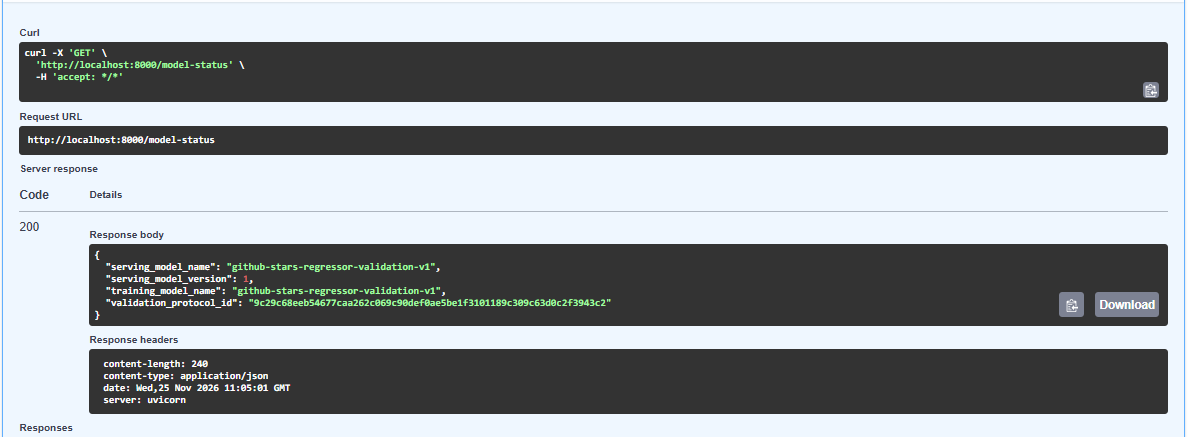 Curl
curl -X 'GET' \
  'http://localhost:8000/model-status' \
  -H 'accept: */*'
Request URL
http://localhost:8000/model-status
Server response
Code Details
200
Response body
{
  "serving_model_name": "github-stars-regressor-validation-v1",
  "serving_model_version": 1,
  "training_model_name": "github-stars-regressor-validation-v1",
  "validation_protocol_id": "9c29c68eeb54677caa262c069c90def0ae5be1f3101189c309c63d0c2f3943c2"
}
Download
Response headers
content-length: 240
content-type: application/json
date: Wed,25 Nov 2026 11:05:01 GMT
server: uvicorn
Responses